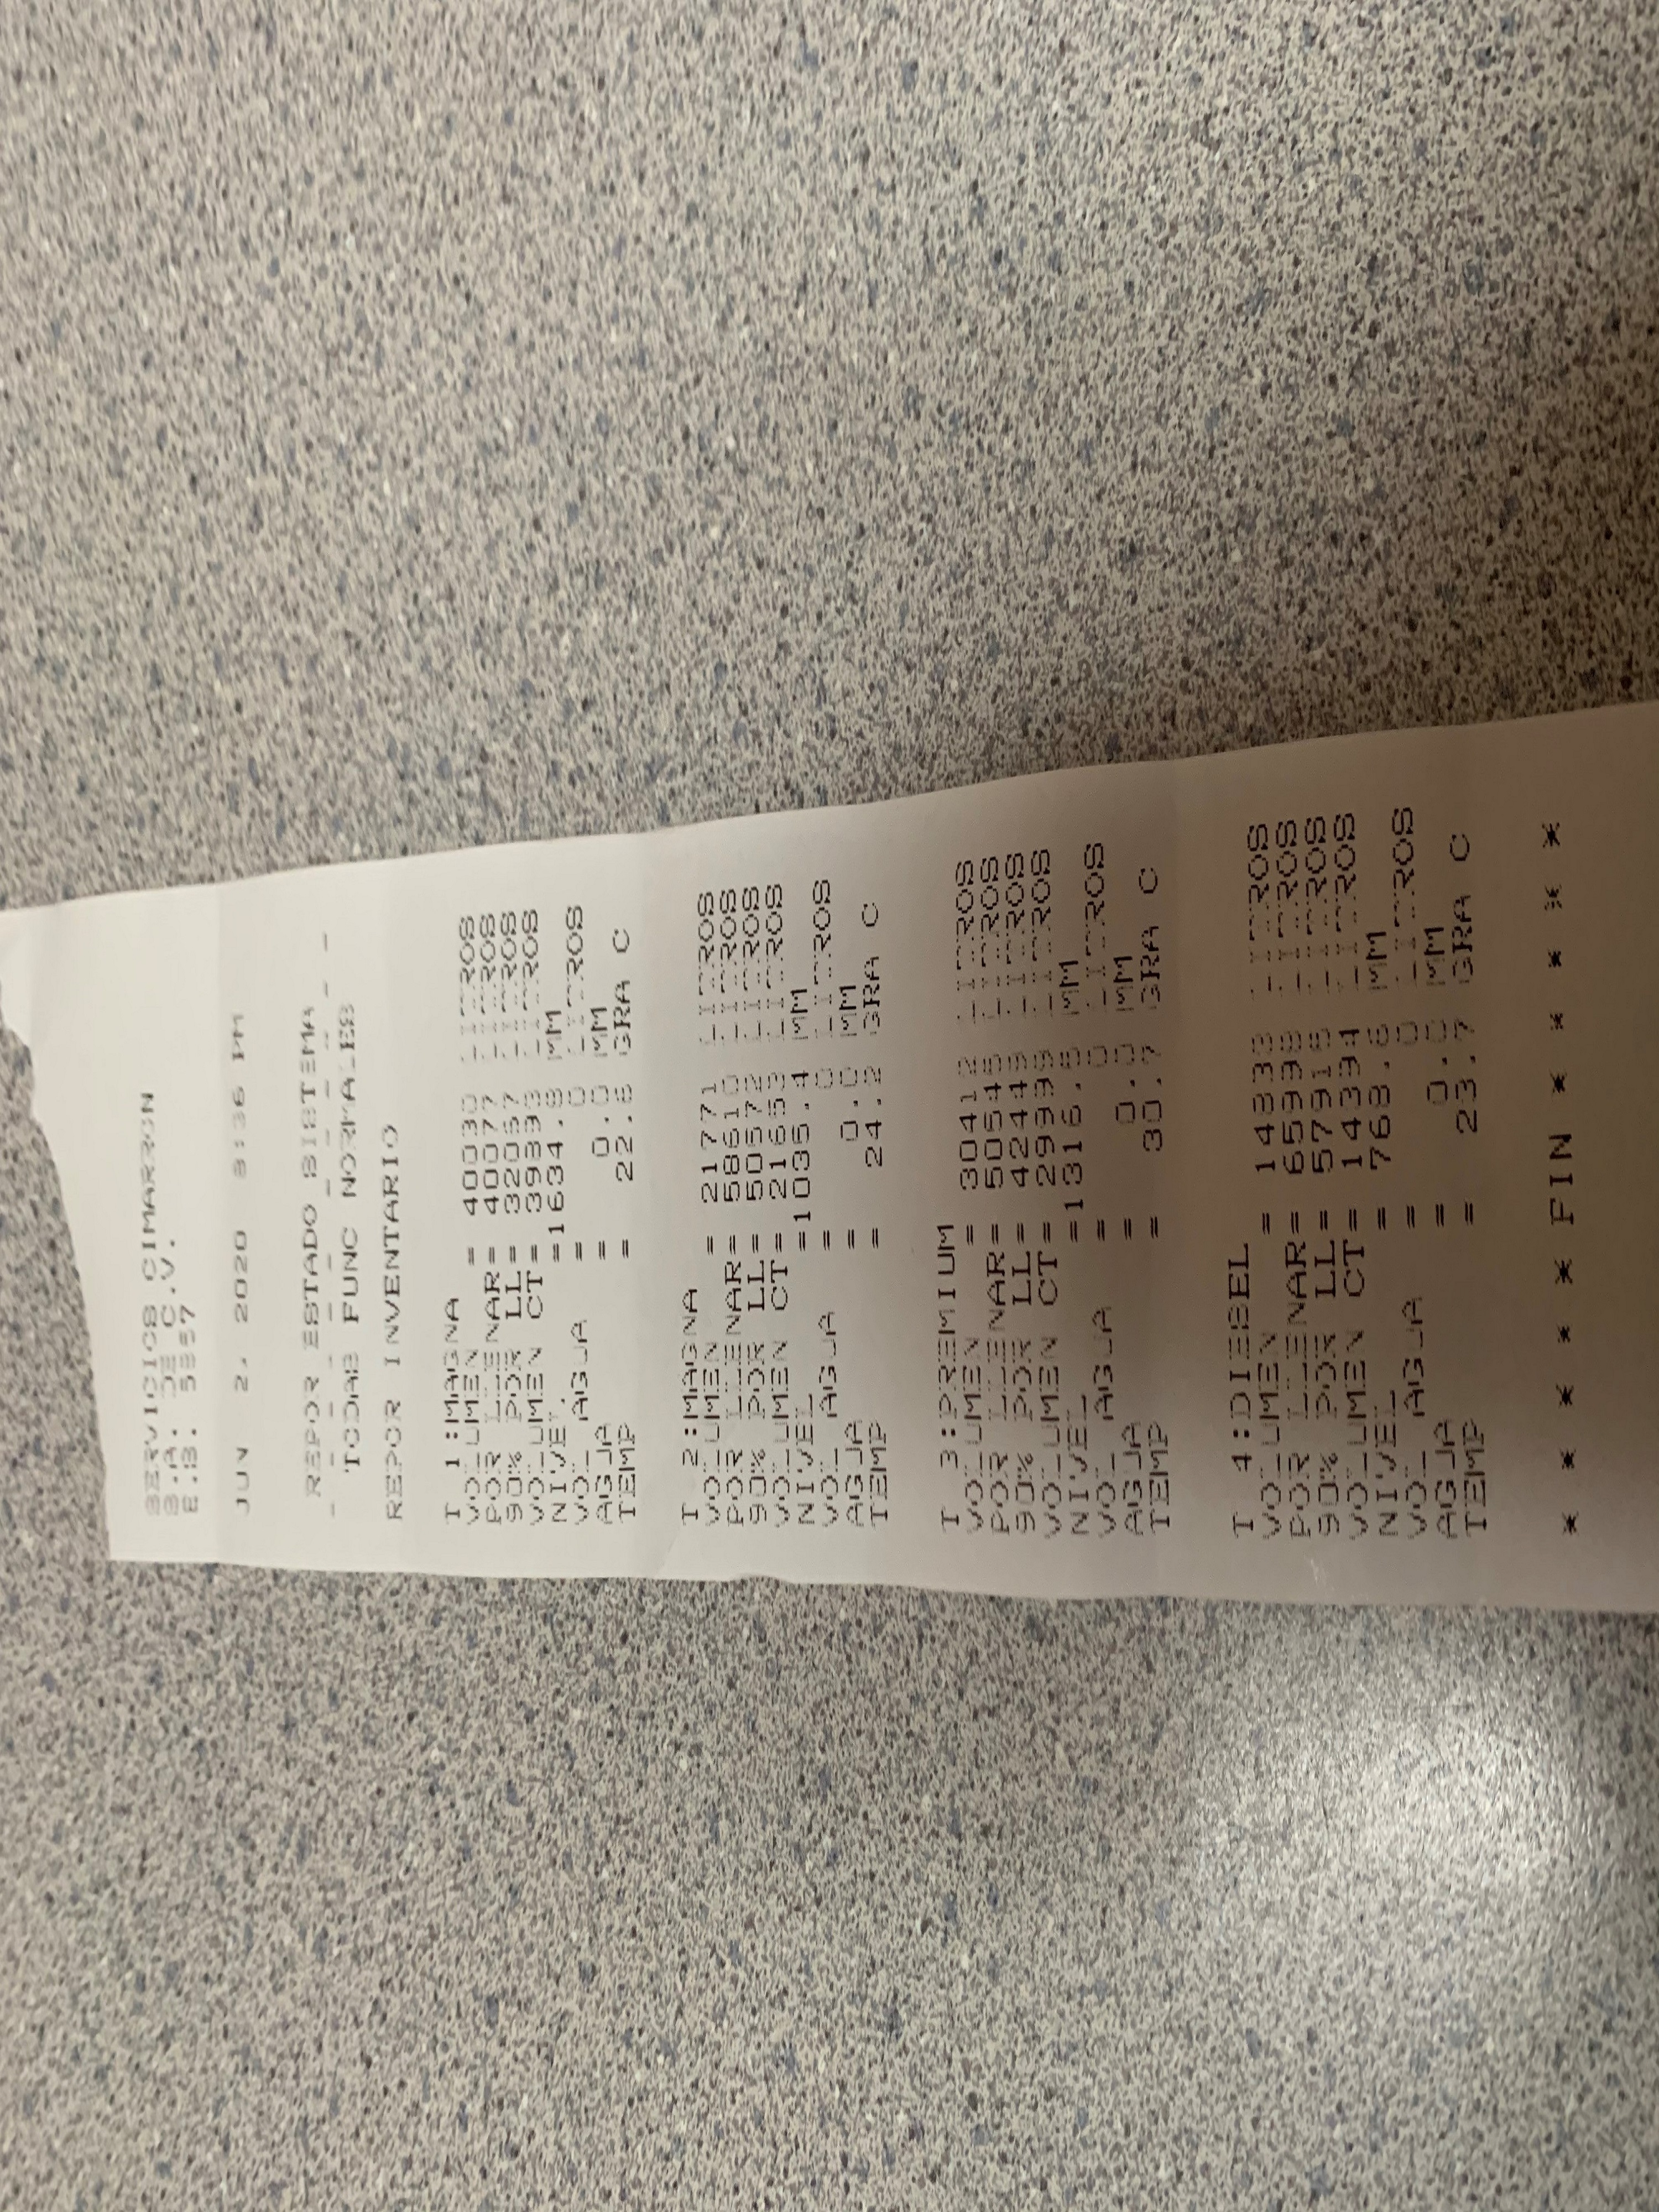 SERVICIOS CIMARRON
S.A. DE C.V.
E.S.
JUN 2, 2020 8:36 PM
REPOR ESTADO SISTEMA
- - - - - - - - - - - -
TODAS FUNC NORMALES
REPOR INVENTARIO
T 1:MAGNA
VOLUMEN = 40030 LITROS
POR LLENAR= 40077 LITROS
90% POR LL= 32067 LITROS
VOLUMEN CT= 39893 LITROS
NIVEL =1634.8 MM
VOL AGUA = 0 LITROS
AGUA = 0.0 MM
TEMP = 22.6 GRA C
T 2:MAGNA
VOLUMEN = 21771 LITROS
POR LLENAR= 58610 LITROS
90% POR LL= 50572 LITROS
VOLUMEN CT= 21653 LITROS
NIVEL =1035.4 MM
VOL AGUA = 0 LITROS
AGUA = 0.0 MM
TEMP = 24.2 GRA C
T 3:PREMIUM
VOLUMEN = 30412 LITROS
POR LLENAR= 50545 LITROS
90% POR LL= 42449 LITROS
VOLUMEN CT= 29999 LITROS
NIVEL =1316.5 MM
VOL AGUA = 0 LITROS
AGUA = 0.0 MM
TEMP = 30.7 GRA C
T 4:DIESEL
VOLUMEN = 14833 LITROS
POR LLENAR= 65998 LITROS
90% POR LL= 57915 LITROS
VOLUMEN CT= 14394 LITROS
NIVEL = 768.6 MM
VOL AGUA = 0 LITROS
AGUA = 0.0 MM
TEMP = 23.7 GRA C
* * * * * FIN * * * * *